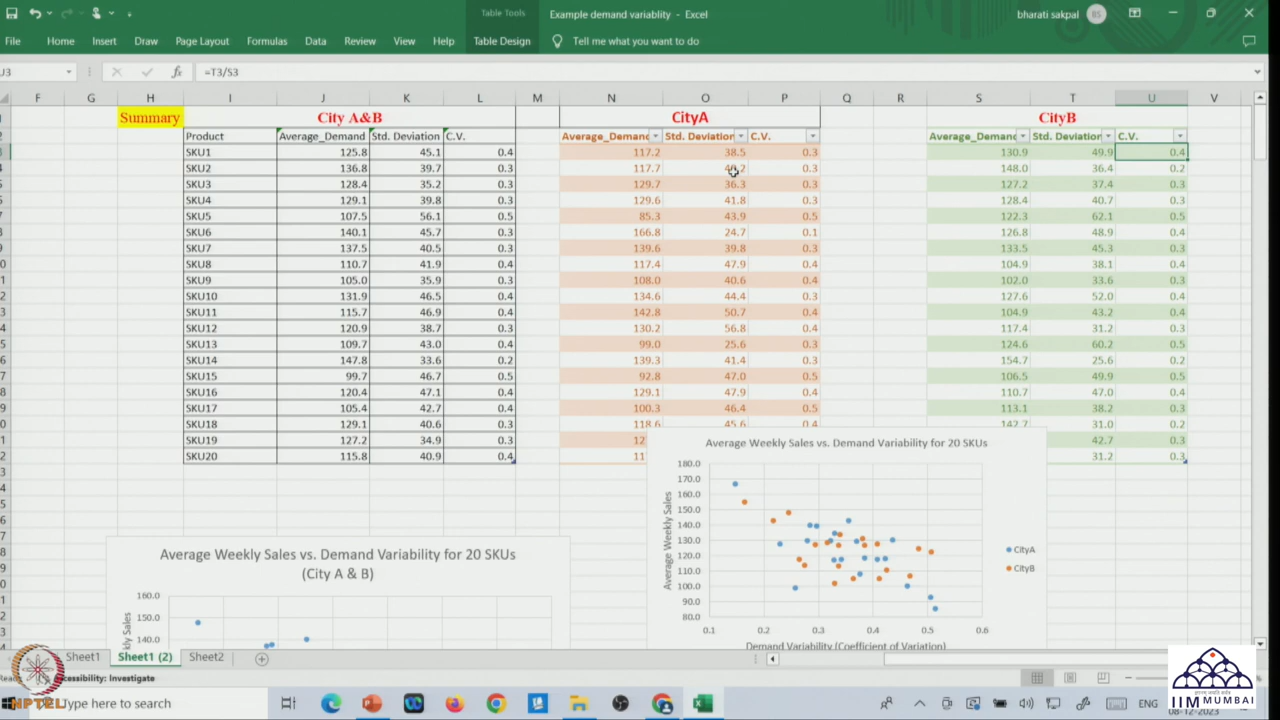 Table Tools
Example demand variablity - Excel
bharati sakpal BS
File Home Insert Draw Page Layout Formulas Data Review View Help Table Design Tell me what you want to do
J3 =T3/S3
F G H I J K L M N O P Q R S T U V
Summary City A&B CityA CityB
Product Average_Demand Std. Deviation C.V. Average_Demand Std. Deviation C.V. Average_Demand Std. Deviation C.V.
SKU1 125.8 45.1 0.4 117.2 38.5 0.3 130.9 49.9 0.4
SKU2 136.8 39.7 0.3 117.7 0.3 148.0 36.4 0.2
SKU3 128.4 35.2 0.3 129.7 36.3 0.3 127.2 37.4 0.3
SKU4 129.1 39.8 0.3 129.6 41.8 0.3 128.4 40.7 0.3
SKU5 107.5 56.1 0.5 85.3 43.9 0.5 122.3 62.1 0.5
SKU6 140.1 45.7 0.3 166.8 24.7 0.1 126.8 48.9 0.4
SKU7 137.5 40.5 0.3 139.6 39.8 0.3 133.5 45.3 0.3
SKU8 110.7 41.9 0.4 117.4 47.9 0.4 104.9 38.1 0.4
SKU9 105.0 35.9 0.3 108.0 40.6 0.4 102.0 33.6 0.3
SKU10 131.9 46.5 0.4 134.6 44.4 0.3 127.6 52.0 0.4
SKU11 115.7 46.9 0.4 142.8 50.7 0.4 104.9 43.2 0.4
SKU12 120.9 38.7 0.3 130.2 56.8 0.4 117.4 31.2 0.3
SKU13 109.7 43.0 0.4 99.0 25.6 0.3 124.6 60.2 0.5
SKU14 147.8 33.6 0.2 139.3 41.4 0.3 154.7 25.6 0.2
SKU15 99.7 46.7 0.5 92.8 47.0 0.5 106.5 49.9 0.5
SKU16 120.4 47.1 0.4 129.1 47.9 0.4 110.7 47.0 0.4
SKU17 105.4 42.7 0.4 100.3 46.4 0.5 113.1 38.2 0.3
SKU18 129.1 40.6 0.3 118.6 45.6 0.4 142.7 31.0 0.2
SKU19 127.2 34.9 0.3 42.7 0.3
SKU20 115.8 40.9 0.4 31.2 0.3
Average Weekly Sales vs. Demand Variability for 20 SKUs
180.0
170.0
160.0
150.0
140.0
130.0
120.0
110.0
100.0
90.0
80.0
Average Weekly Sales
0.1 0.2 0.3 0.4 0.5 0.6
Demand Variability (Coefficient of Variation)
CityA
CityB
Average Weekly Sales vs. Demand Variability for 20 SKUs
(City A & B)
160.0
150.0
140.0
Sheet1 Sheet1 (2) Sheet2
Accessibility: Investigate
Type here to search
ENG
08-12-2023
NPTEL
IIM MUMBAI